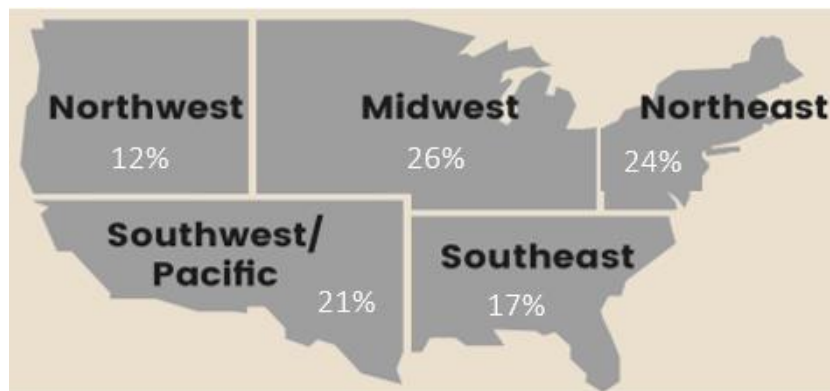 Northwest
12%
Midwest
26%
Northeast
24%
Southwest/
Pacific
21%
Southeast
17%